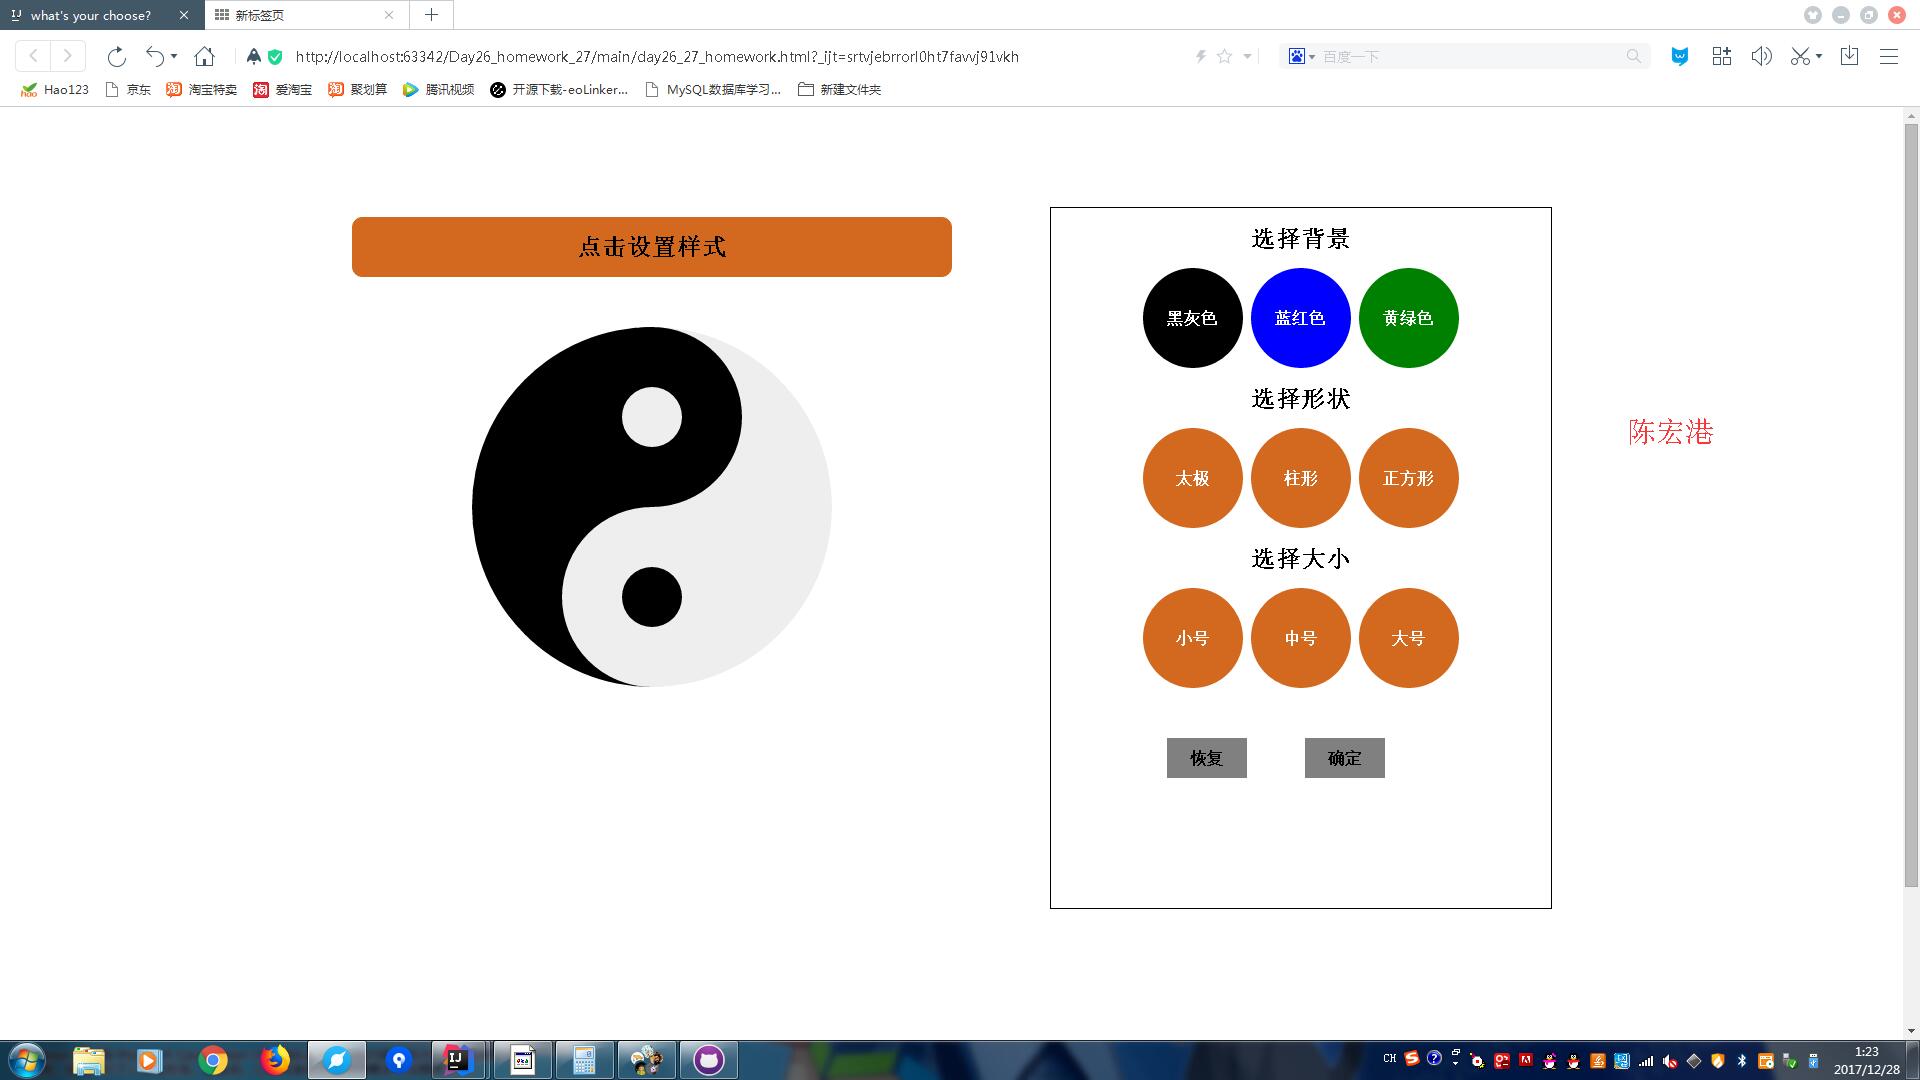 what's your choose?
新标签页
http://localhost:63342/Day26_homework_27/main/day26_27_homework.html?_ijt=srtvjebrrorl0ht7favvj91vkh
百度一下
Hao123
京东
淘宝特卖
爱淘宝
聚划算
腾讯视频
开源下载-eoLinker...
MySQL数据库学习...
新建文件夹
点击设置样式
选择背景
黑灰色 蓝红色 黄绿色
选择形状
太极 柱形 正方形
选择大小
小号 中号 大号
恢复 确定
陈宏港
CH
1:23
2017/12/28